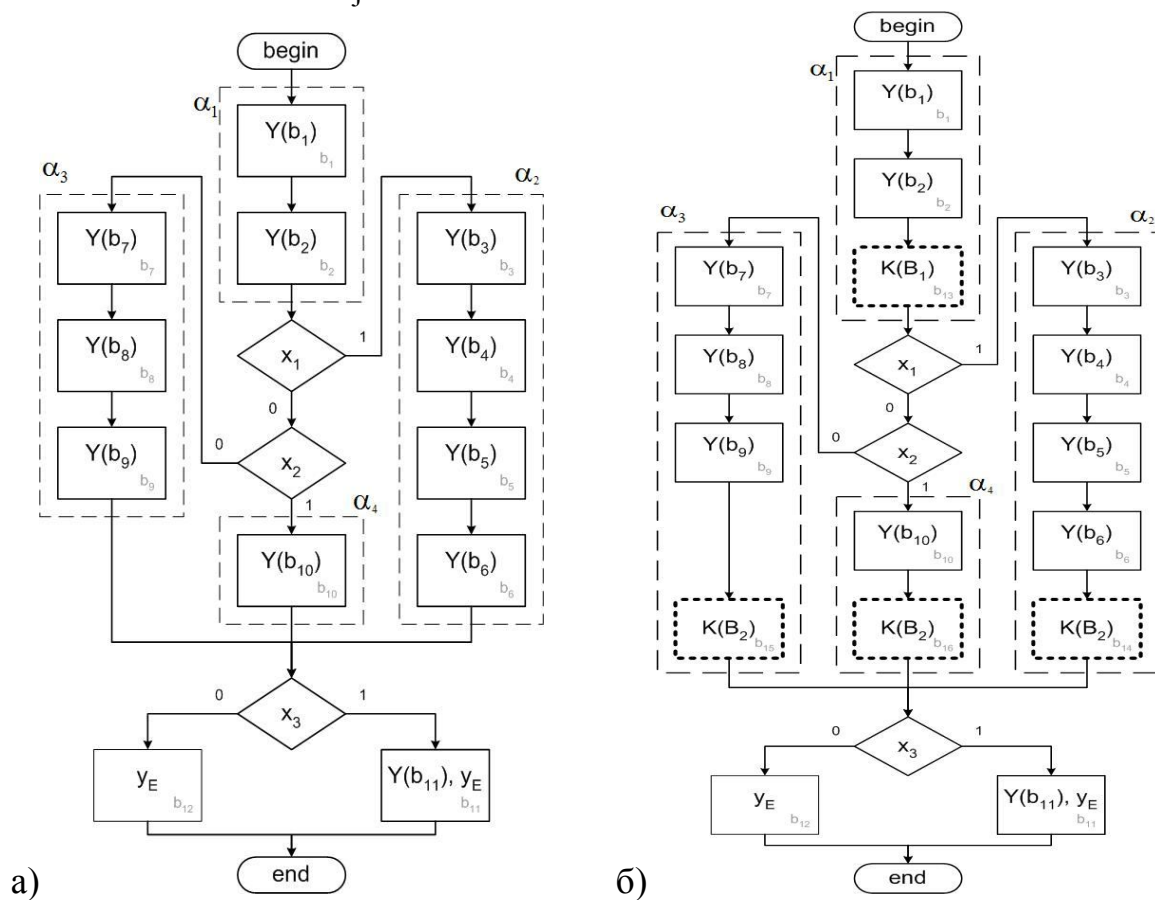 j
begin
α₁
Y(b₁)
b₁
α₃
α₂
Y(b₇)
b₇
Y(b₂)
b₂
Y(b₃)
b₃
Y(b₈)
b₈
x₁
1
Y(b₄)
b₄
0
Y(b₉)
b₉
0
x₂
Y(b₅)
b₅
1
α₄
Y(b₁₀)
b₁₀
Y(b₆)
b₆
0
x₃
1
y_E
b₁₂
Y(b₁₁), y_E
b₁₁
end
а)
begin
α₁
Y(b₁)
b₁
Y(b₂)
b₂
α₃
α₂
Y(b₇)
b₇
K(B₁)
b₁₃
Y(b₃)
b₃
Y(b₈)
b₈
x₁
1
Y(b₄)
b₄
0
Y(b₉)
b₉
0
x₂
Y(b₅)
b₅
1
α₄
Y(b₁₀)
b₁₀
Y(b₆)
b₆
K(B₂)
b₁₅
K(B₂)
b₁₆
K(B₂)
b₁₄
0
x₃
1
y_E
b₁₂
Y(b₁₁), y_E
b₁₁
end
б)